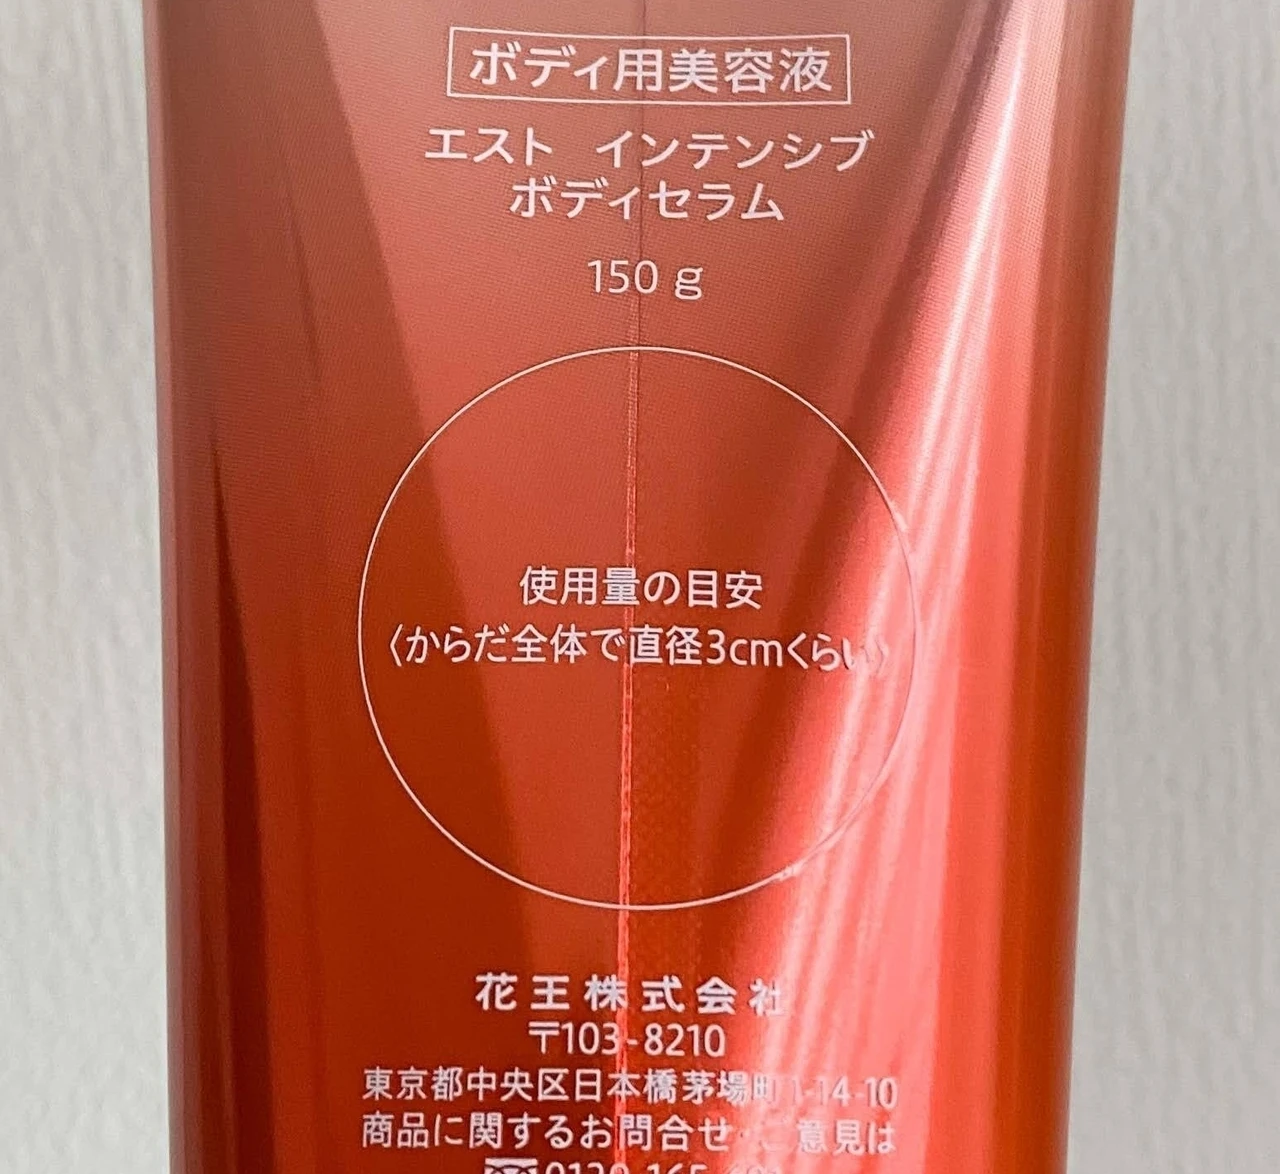 ボディ用美容液
エスト インテンシブ
ボディセラム
150 g
使用量の目安
〈からだ全体で直径3cmくらい〉
花王株式会社
〒103-8210
東京都中央区日本橋茅場町1-14-10
商品に関するお問合せ・ご意見は